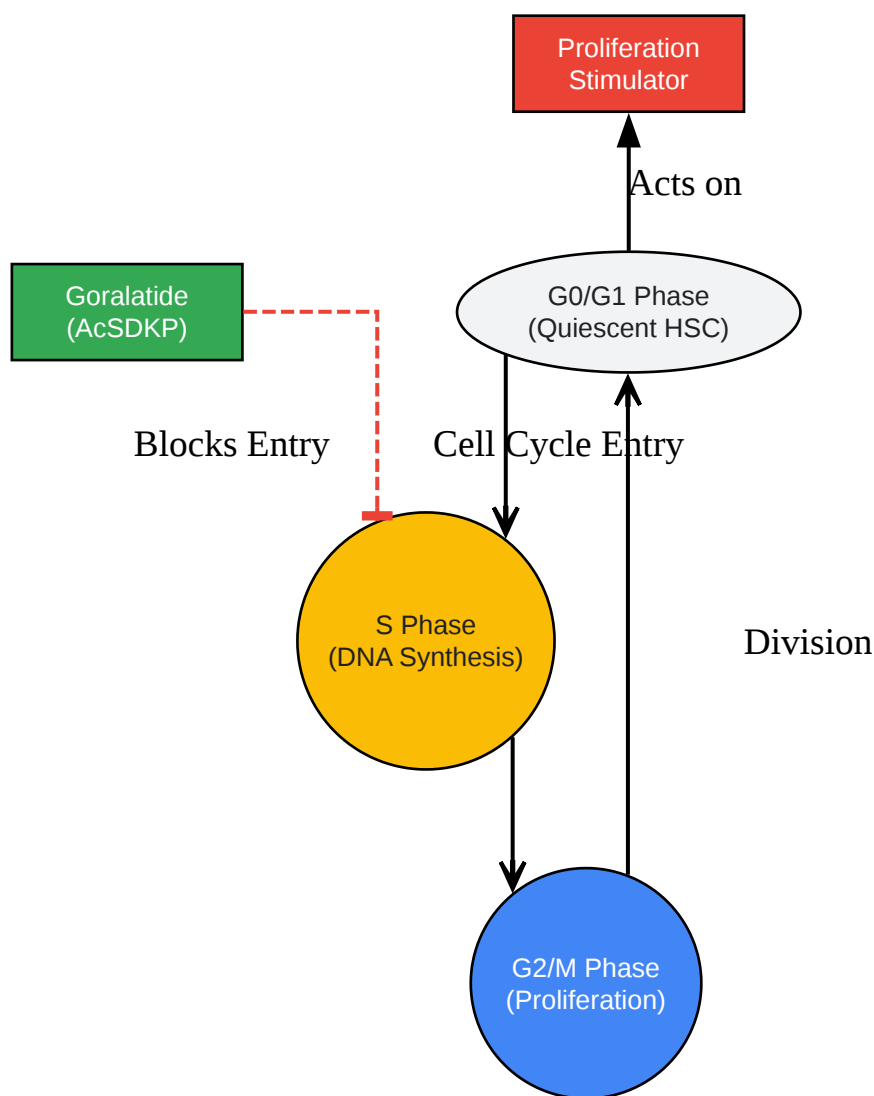 Proliferation
Stimulator
Acts on
Goralatide
(AcSDKP)
G0/G1 Phase
(Quiescent HSC)
Blocks Entry
Cell Cycle Entry
S Phase
(DNA Synthesis)
Division
G2/M Phase
(Proliferation)